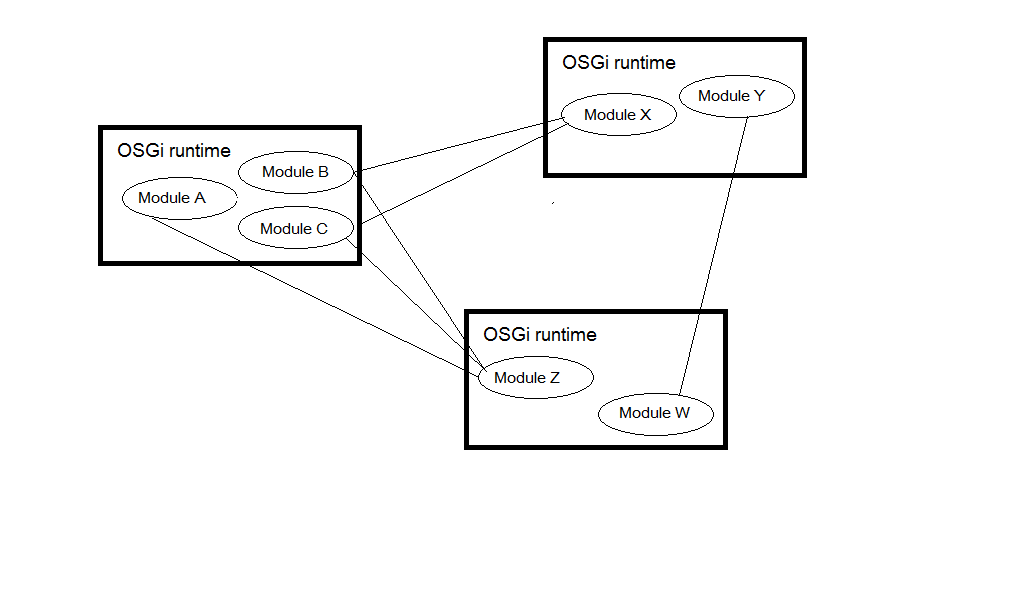 OSGi runtime
Module A
Module B
Module C
OSGi runtime
Module X
Module Y
OSGi runtime
Module Z
Module W